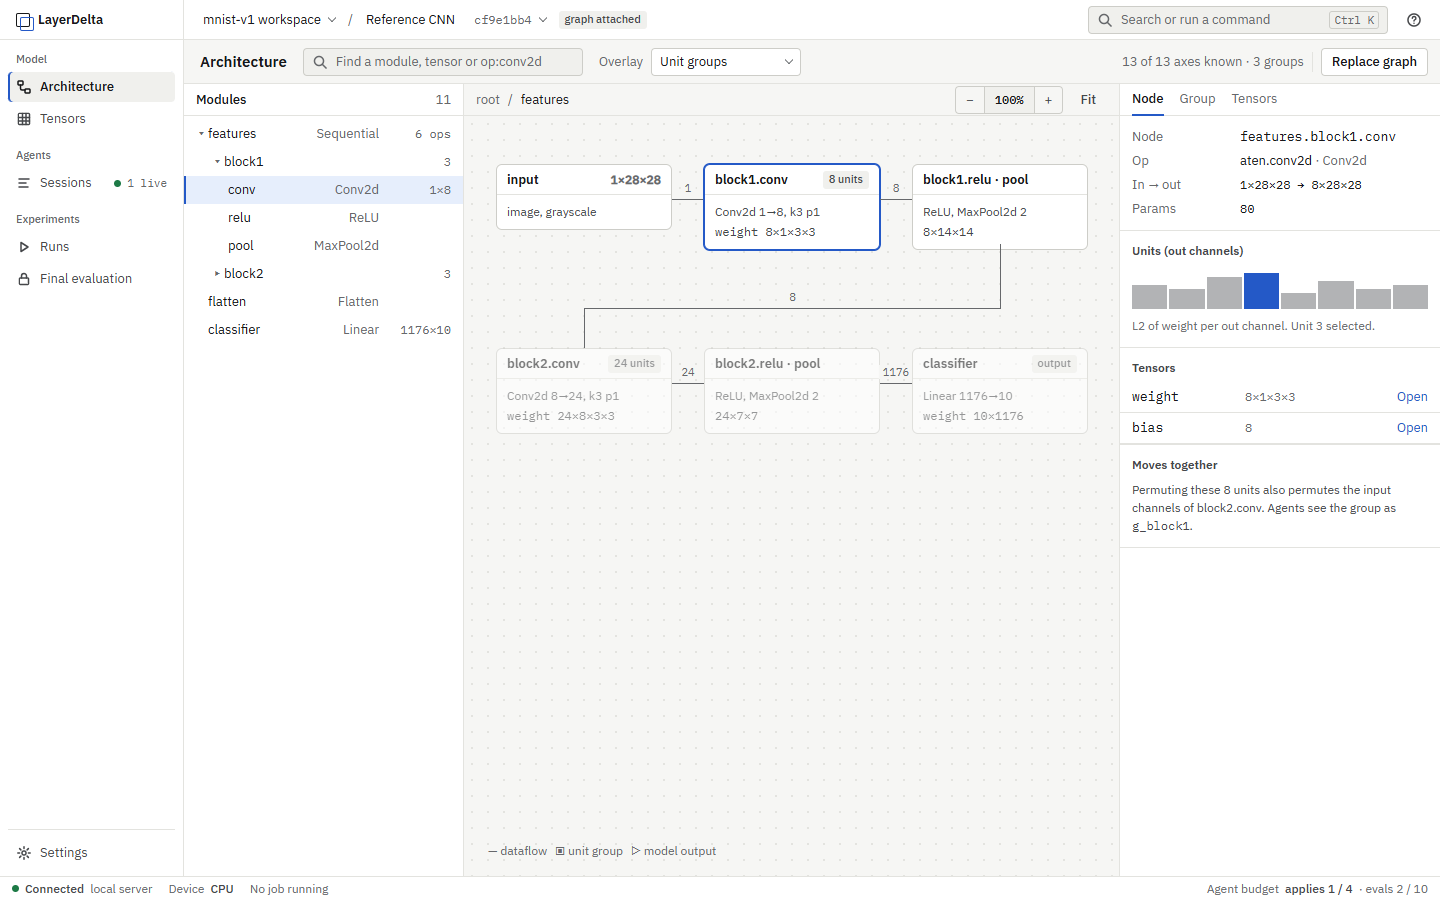 LayerDelta
mnist-v1 workspace / Reference CNN cf9e1bb4 graph attached
Search or run a command Ctrl K
Model
Architecture
Tensors
Agents
Sessions 1 live
Experiments
Runs
Final evaluation
Settings
Architecture
Find a module, tensor or op:conv2d
Overlay Unit groups
13 of 13 axes known · 3 groups
Replace graph
Modules 11
features Sequential 6 ops
block1 3
conv Conv2d 1×8
relu ReLU
pool MaxPool2d
block2 3
flatten Flatten
classifier Linear 1176×10
root / features
− 100% + Fit
input 1×28×28
image, grayscale
1
block1.conv 8 units
Conv2d 1→8, k3 p1
weight 8×1×3×3
8
block1.relu · pool
ReLU, MaxPool2d 2
8×14×14
8
block2.conv 24 units
Conv2d 8→24, k3 p1
weight 24×8×3×3
24
block2.relu · pool
ReLU, MaxPool2d 2
24×7×7
1176
classifier output
Linear 1176→10
weight 10×1176
dataflow unit group model output
Node Group Tensors
Node features.block1.conv
Op aten.conv2d · Conv2d
In → out 1×28×28 → 8×28×28
Params 80
Units (out channels)
L2 of weight per out channel. Unit 3 selected.
Tensors
weight 8×1×3×3 Open
bias 8 Open
Moves together
Permuting these 8 units also permutes the input
channels of block2.conv. Agents see the group as
g_block1.
Connected local server Device CPU No job running
Agent budget applies 1 / 4 · evals 2 / 10